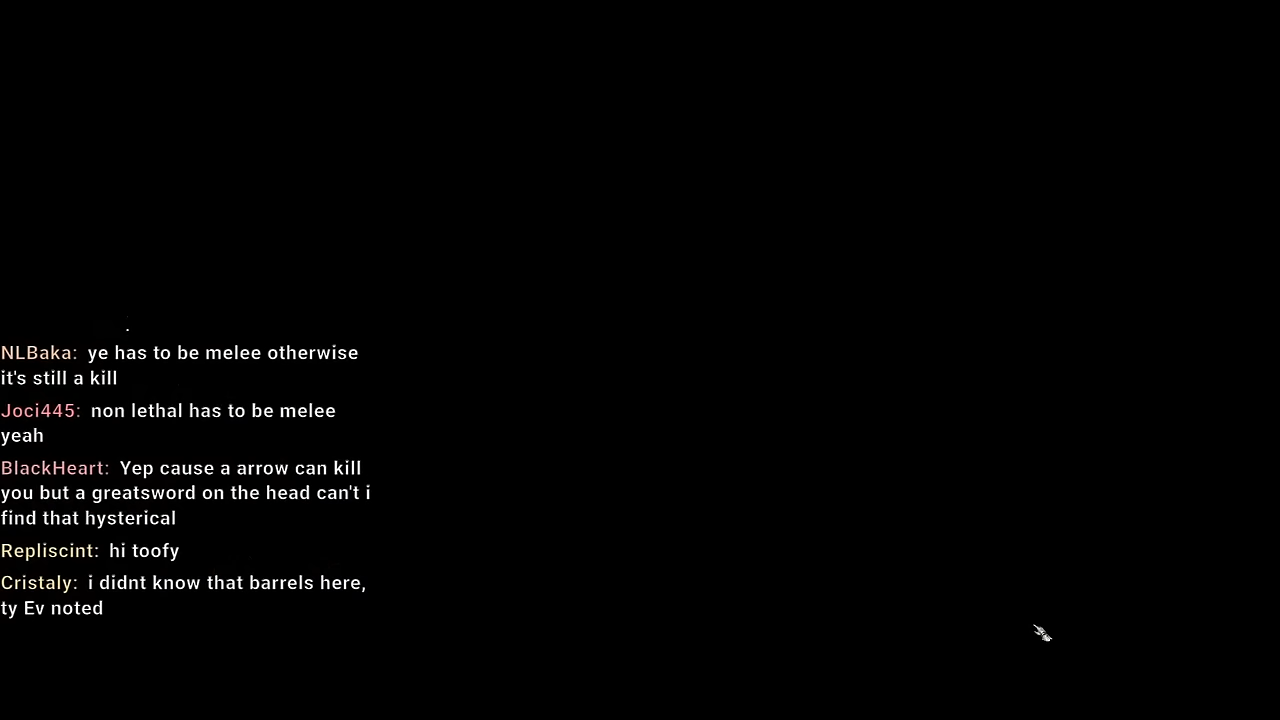 NLBaka: ye has to be melee otherwise
it's still a kill
Joci445: non lethal has to be melee
yeah
BlackHeart: Yep cause a arrow can kill
you but a greatsword on the head can't i
find that hysterical
Repliscint: hi toofy
Cristaly: i didnt know that barrels here,
ty Ev noted